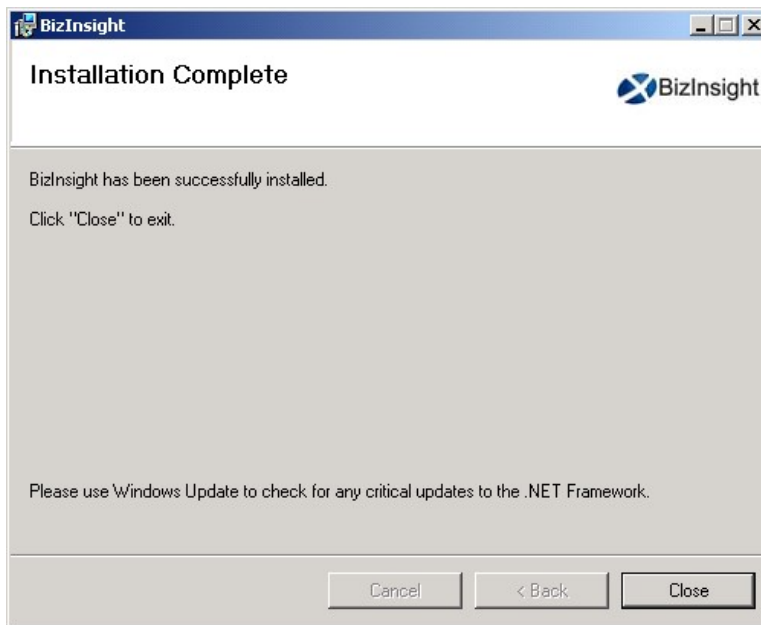 BizInsight
Installation Complete
BizInsight
BizInsight has been successfully installed.
Click "Close" to exit.
Please use Windows Update to check for any critical updates to the .NET Framework.
Cancel
< Back
Close